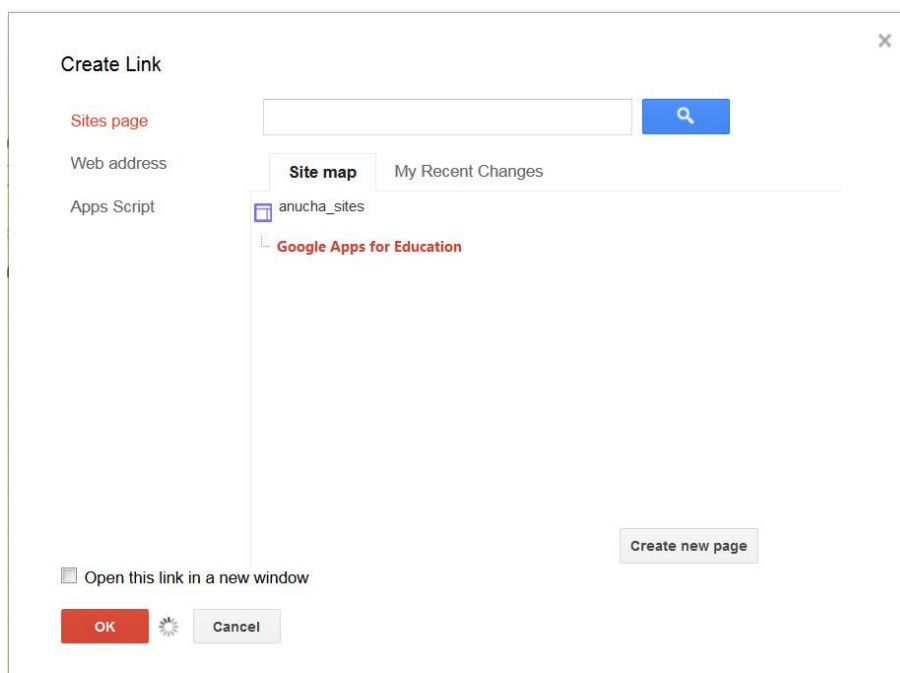 Create Link
Sites page
Web address
Apps Script
Site map
My Recent Changes
anucha_sites
Google Apps for Education
Create new page
Open this link in a new window
OK
Cancel